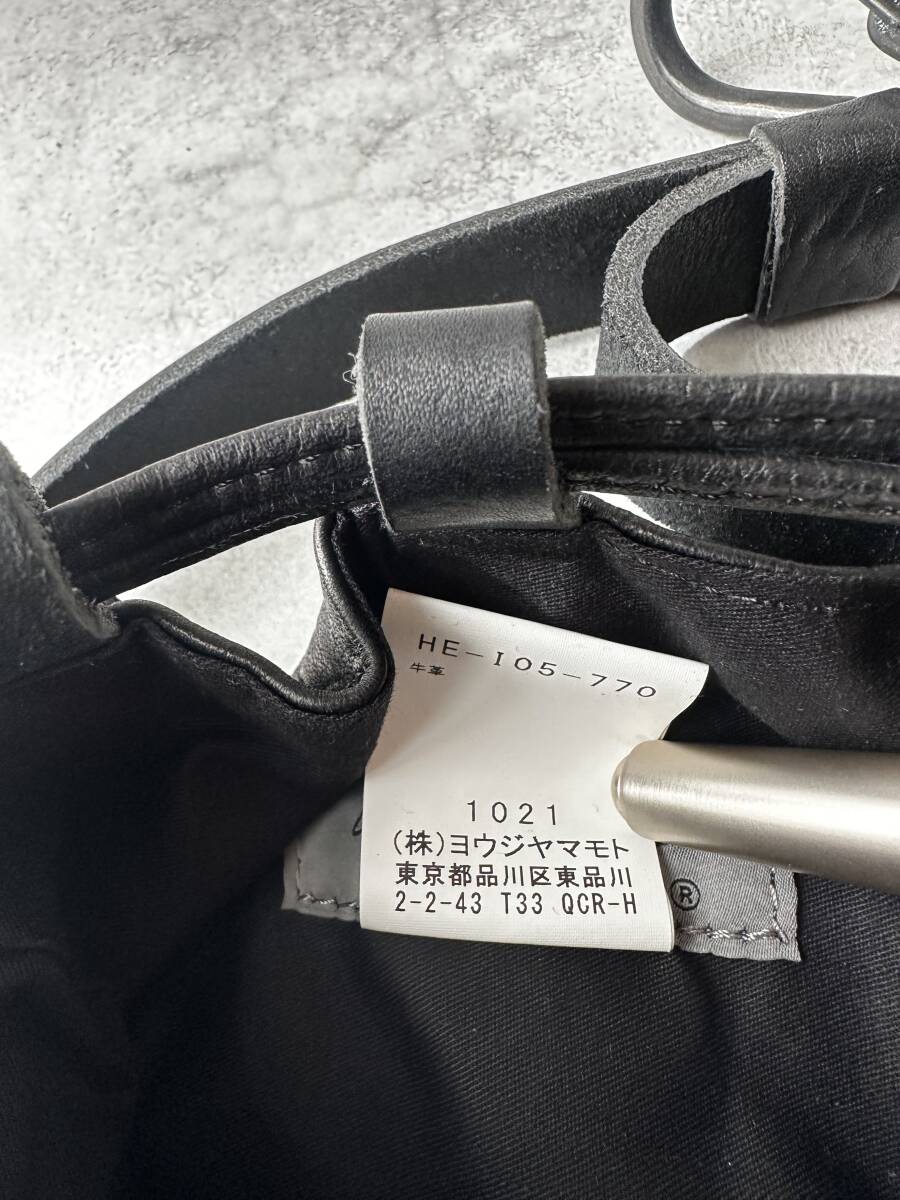 HE-I05-770
牛革
1021
(株)ヨウジヤマモト
東京都品川区東品川
2-2-43 T33 QCR-H
®